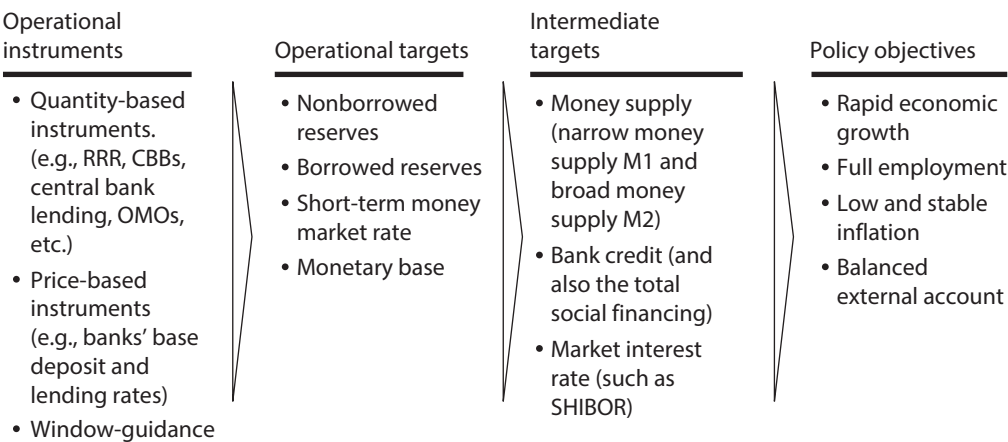 Operational
instruments
• Quantity-based
instruments.
(e.g., RRR, CBBs,
central bank
lending, OMOs,
etc.)
• Price-based
instruments
(e.g., banks’ base
deposit and
lending rates)
• Window-guidance
Operational targets
• Nonborrowed
reserves
• Borrowed reserves
• Short-term money
market rate
• Monetary base
Intermediate
targets
• Money supply
(narrow money
supply M1 and
broad money
supply M2)
• Bank credit (and
also the total
social financing)
• Market interest
rate (such as
SHIBOR)
Policy objectives
• Rapid economic
growth
• Full employment
• Low and stable
inflation
• Balanced
external account